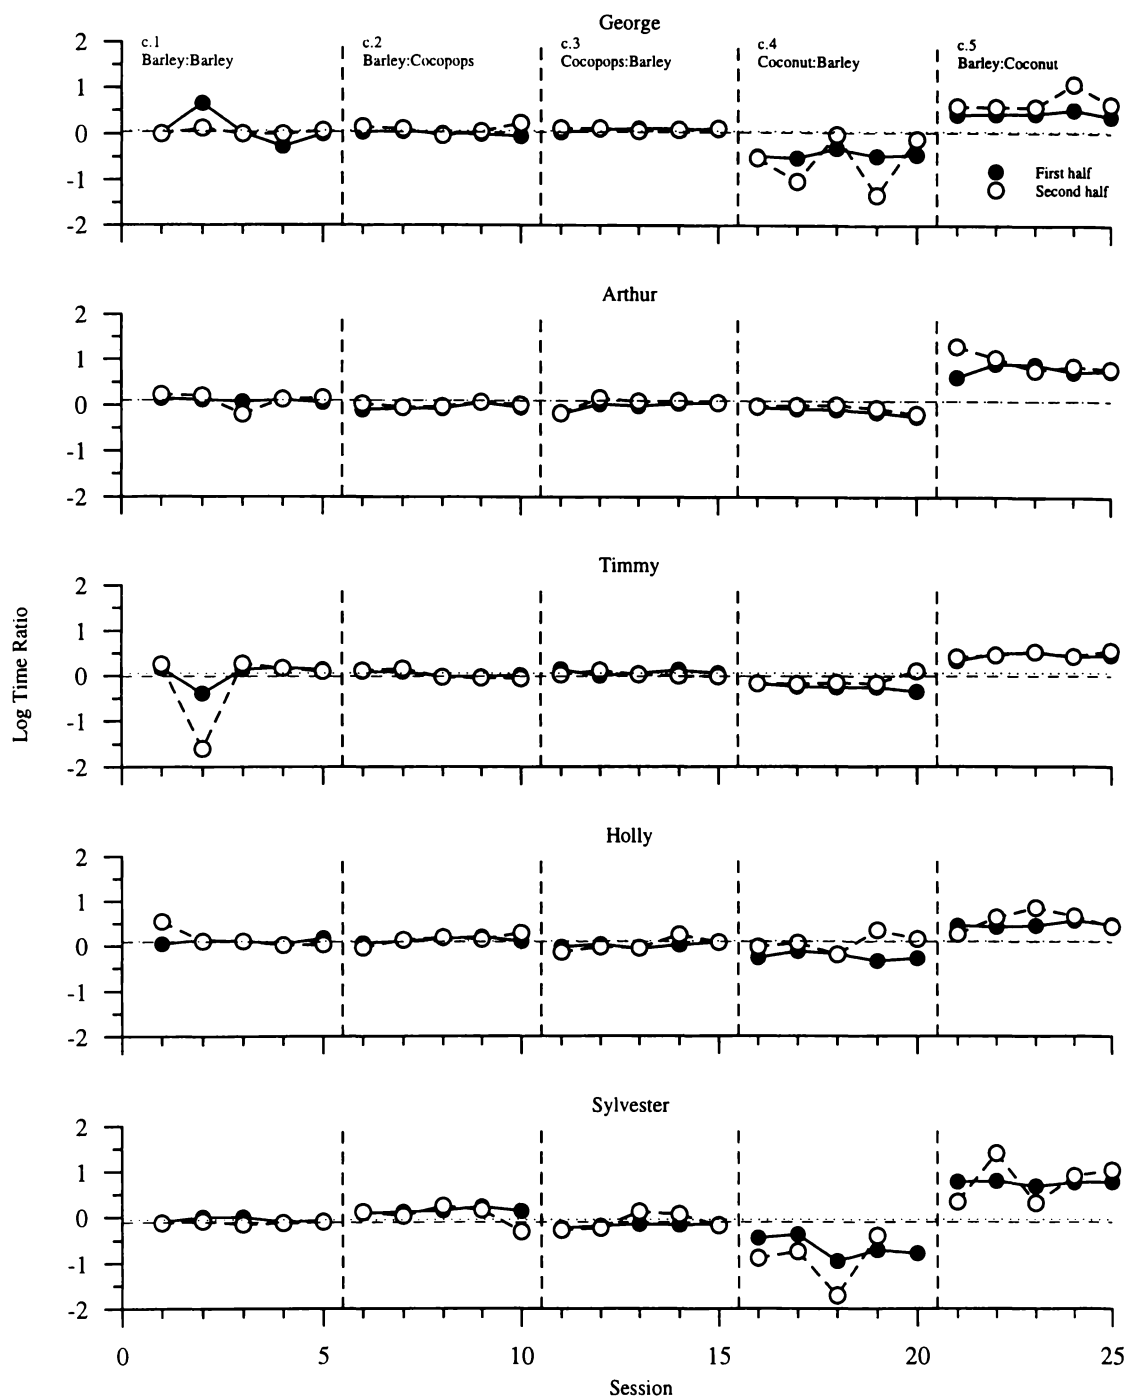 George
c.1
Barley:Barley
c.2
Barley:Cocopops
c.3
Cocopops:Barley
c.4
Coconut:Barley
c.5
Barley:Coconut
2
1
0
-1
-2
First half
Second half
Arthur
2
1
0
-1
-2
Timmy
2
1
0
-1
-2
Log Time Ratio
Holly
2
1
0
-1
-2
Sylvester
2
1
0
-1
-2
0 5 10 15 20 25
Session